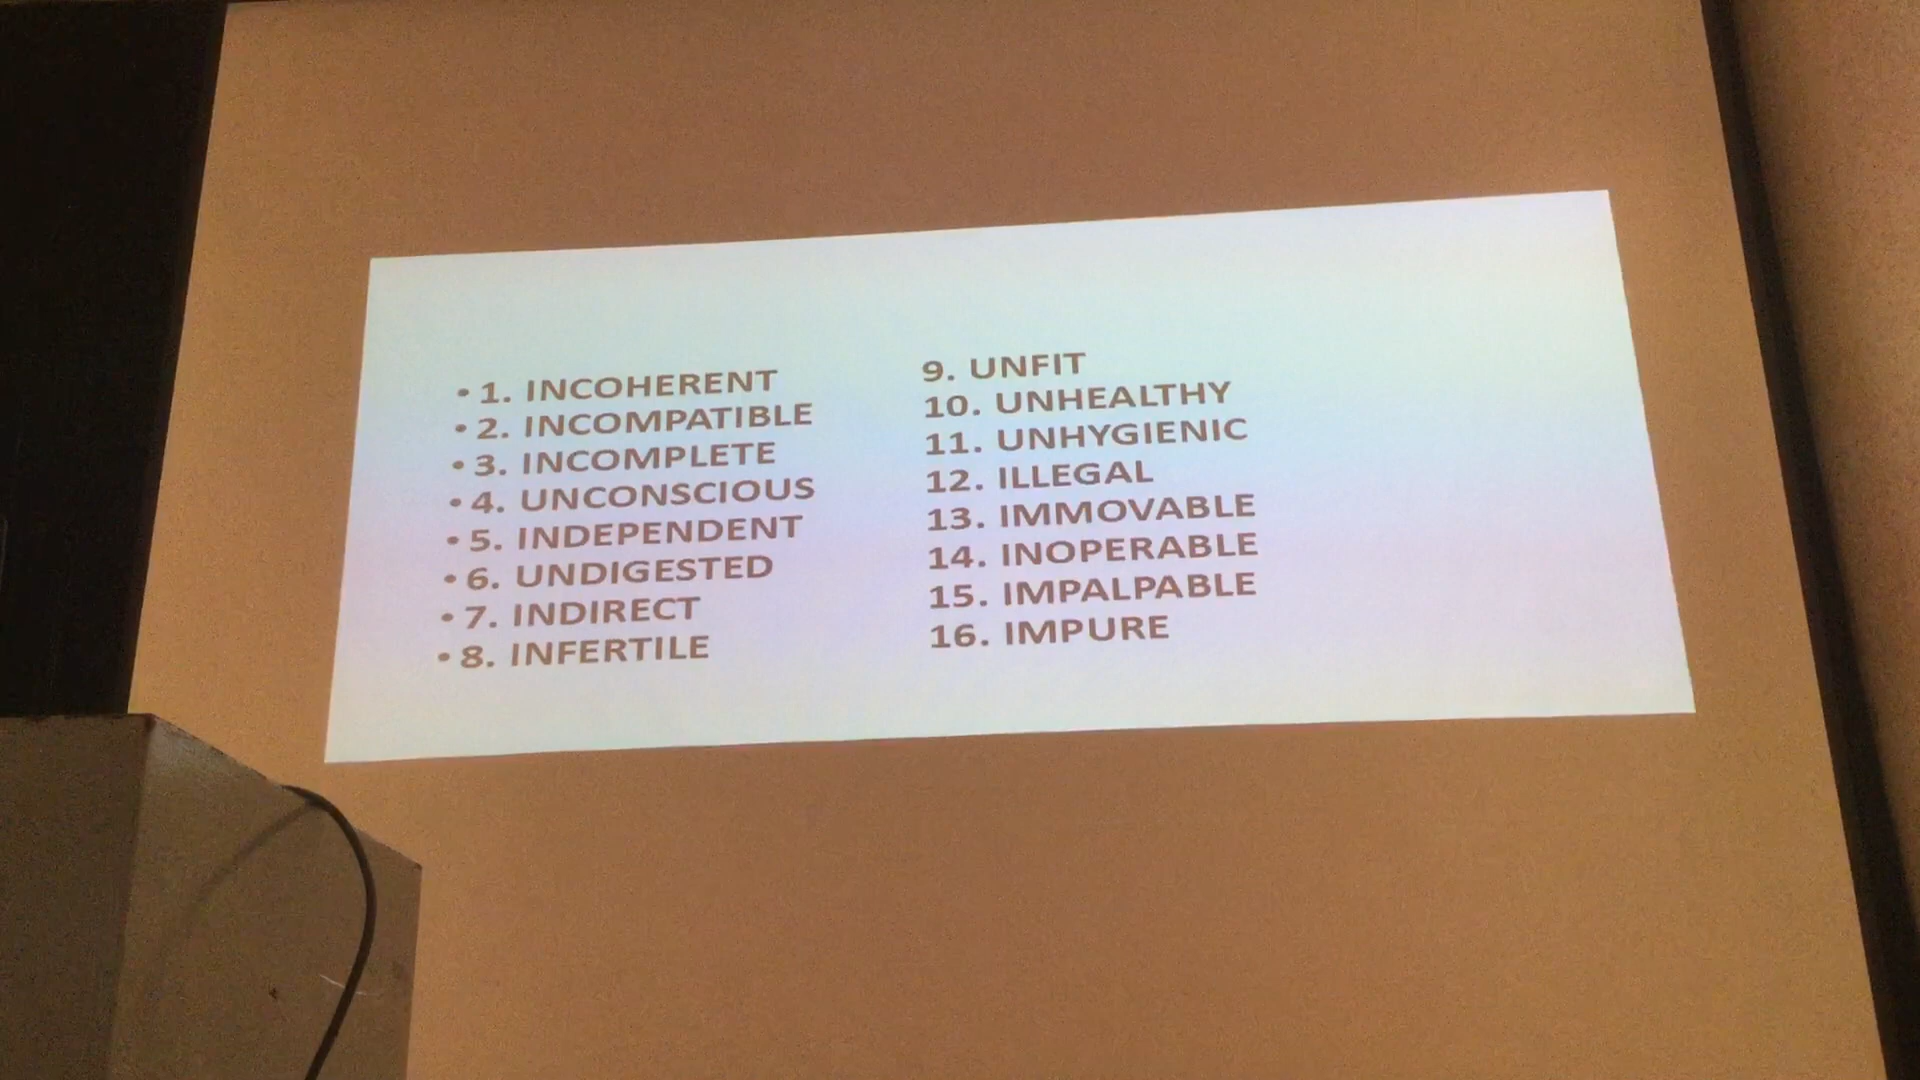 • 1. INCOHERENT
• 2. INCOMPATIBLE
• 3. INCOMPLETE
• 4. UNCONSCIOUS
• 5. INDEPENDENT
• 6. UNDIGESTED
• 7. INDIRECT
• 8. INFERTILE
9. UNFIT
10. UNHEALTHY
11. UNHYGIENIC
12. ILLEGAL
13. IMMOVABLE
14. INOPERABLE
15. IMPALPABLE
16. IMPURE